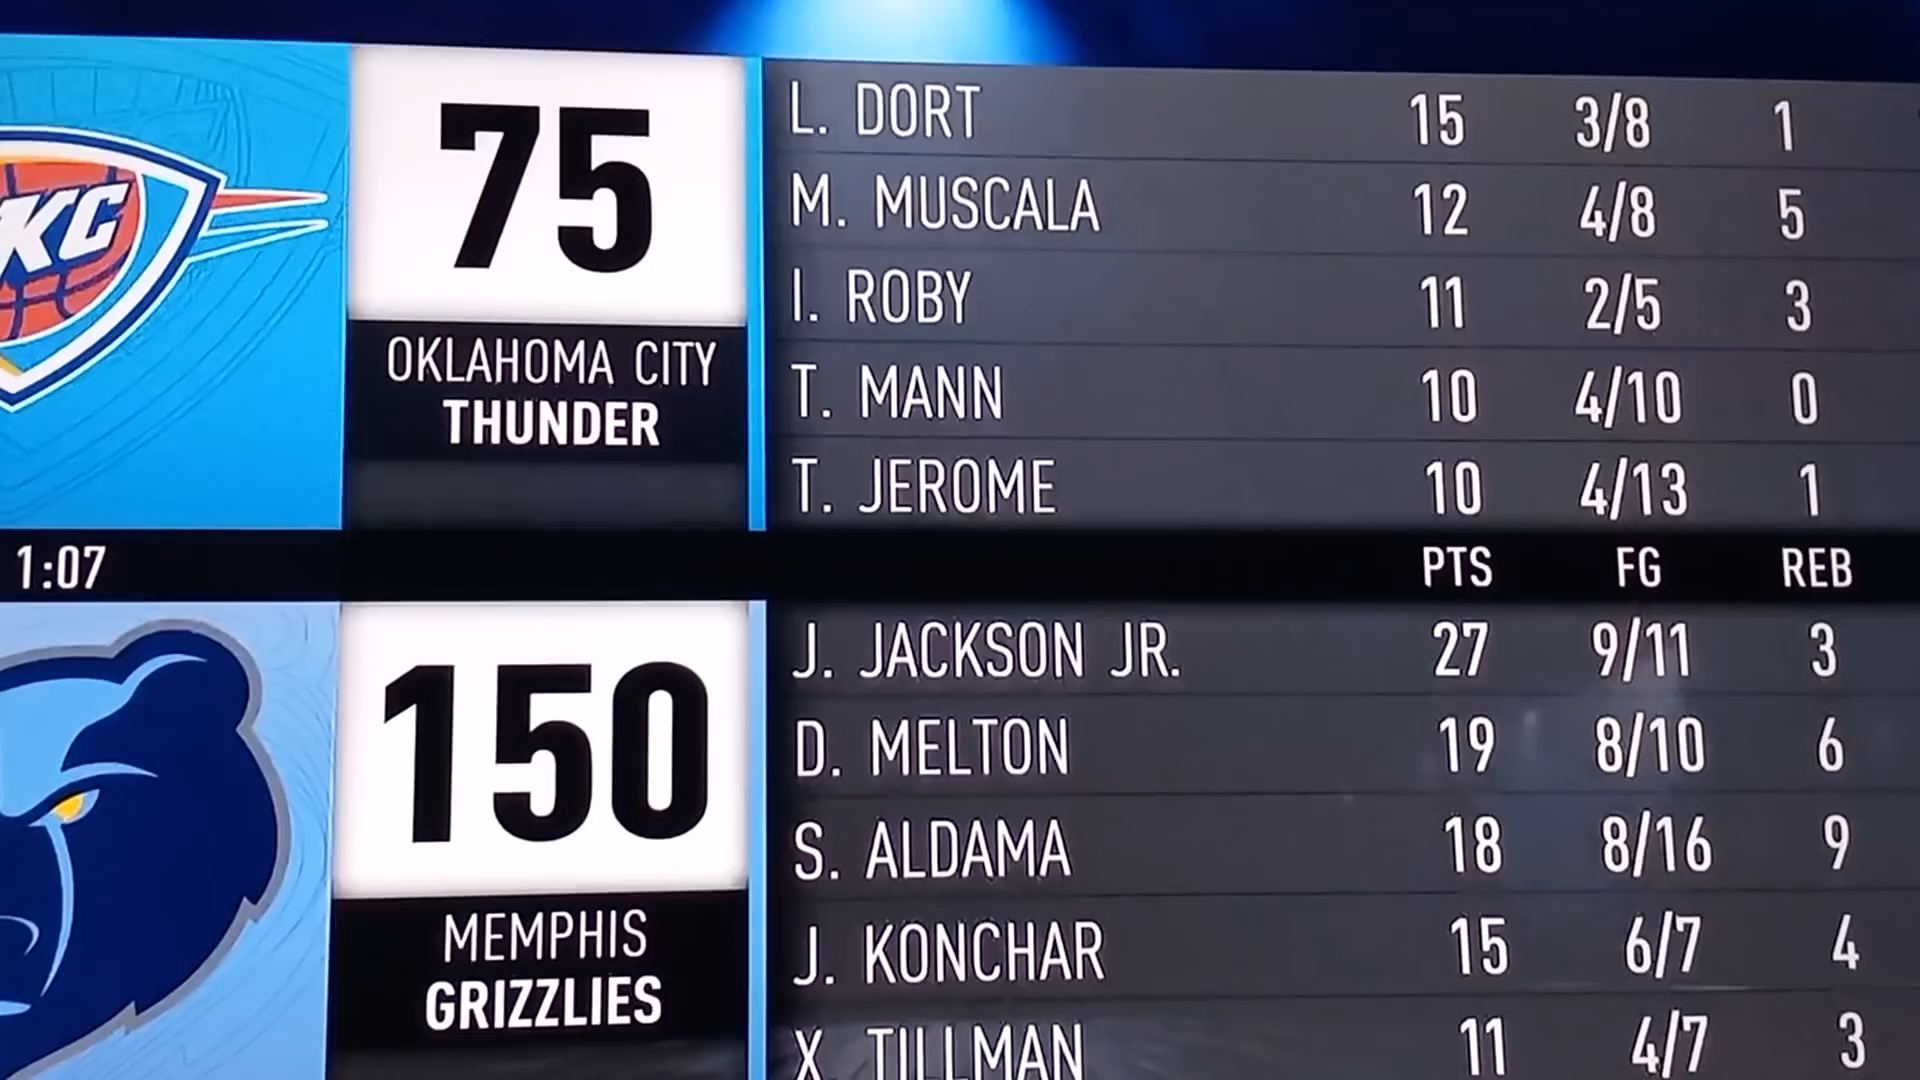 KC
75
OKLAHOMA CITY
THUNDER
L. DORT 15 3/8 1
M. MUSCALA 12 4/8 5
I. ROBY 11 2/5 3
T. MANN 10 4/10 0
T. JEROME 10 4/13 1
1:07 PTS FG REB
150
MEMPHIS
GRIZZLIES
J. JACKSON JR. 27 9/11 3
D. MELTON 19 8/10 6
S. ALDAMA 18 8/16 9
J. KONCHAR 15 6/7 4
X. TILLMAN 11 4/7 3